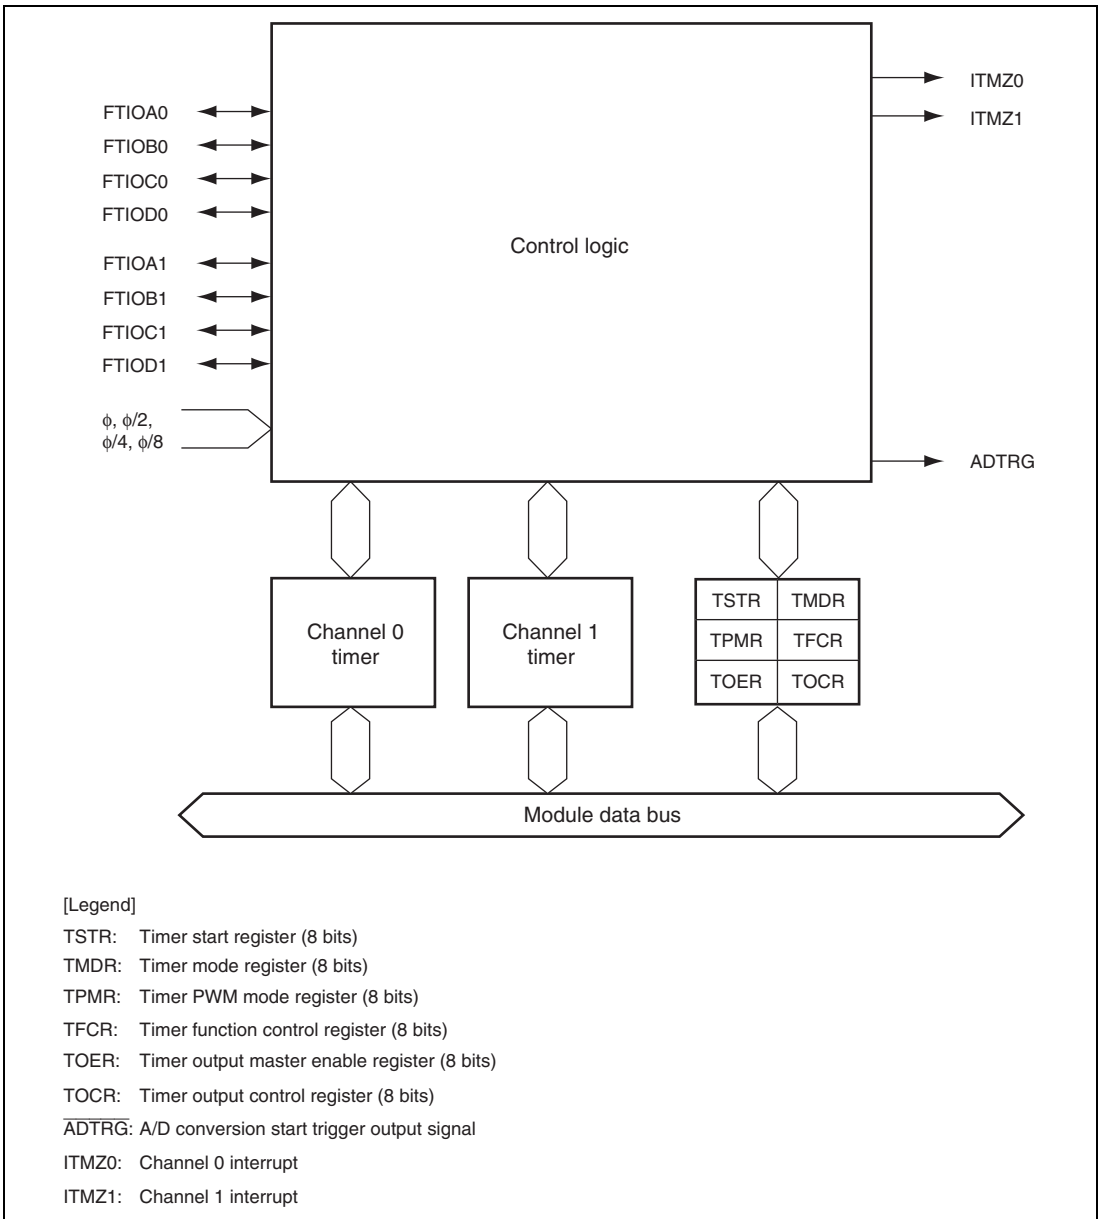 ITMZ0
ITMZ1
FTIOA0
FTIOB0
FTIOC0
FTIOD0
FTIOA1
FTIOB1
FTIOC1
FTIOD1
Control logic
ϕ, ϕ/2,
ϕ/4, ϕ/8
ADTRG
Channel 0
timer
Channel 1
timer
TSTR TMDR
TPMR TFCR
TOER TOCR
Module data bus
[Legend]
TSTR: Timer start register (8 bits)
TMDR: Timer mode register (8 bits)
TPMR: Timer PWM mode register (8 bits)
TFCR: Timer function control register (8 bits)
TOER: Timer output master enable register (8 bits)
TOCR: Timer output control register (8 bits)
A̅D̅T̅R̅G̅: A/D conversion start trigger output signal
ITMZ0: Channel 0 interrupt
ITMZ1: Channel 1 interrupt